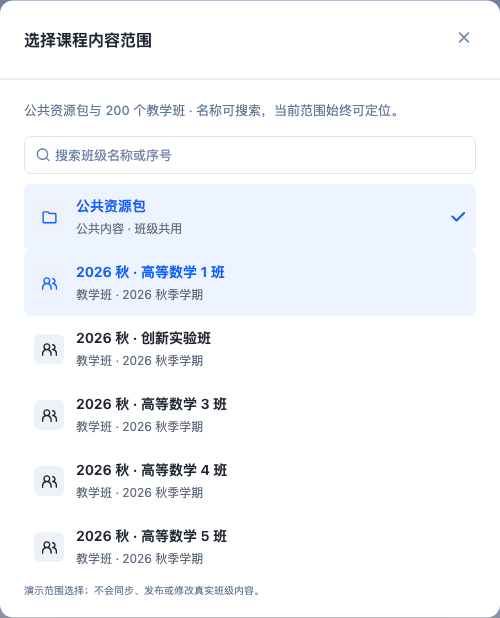 选择课程内容范围
公共资源包与 200 个教学班 · 名称可搜索，当前范围始终可定位。
搜索班级名称或序号
公共资源包
公共内容 · 班级共用
2026 秋 · 高等数学 1 班
教学班 · 2026 秋季学期
2026 秋 · 创新实验班
教学班 · 2026 秋季学期
2026 秋 · 高等数学 3 班
教学班 · 2026 秋季学期
2026 秋 · 高等数学 4 班
教学班 · 2026 秋季学期
2026 秋 · 高等数学 5 班
教学班 · 2026 秋季学期
演示范围选择；不会同步、发布或修改真实班级内容。